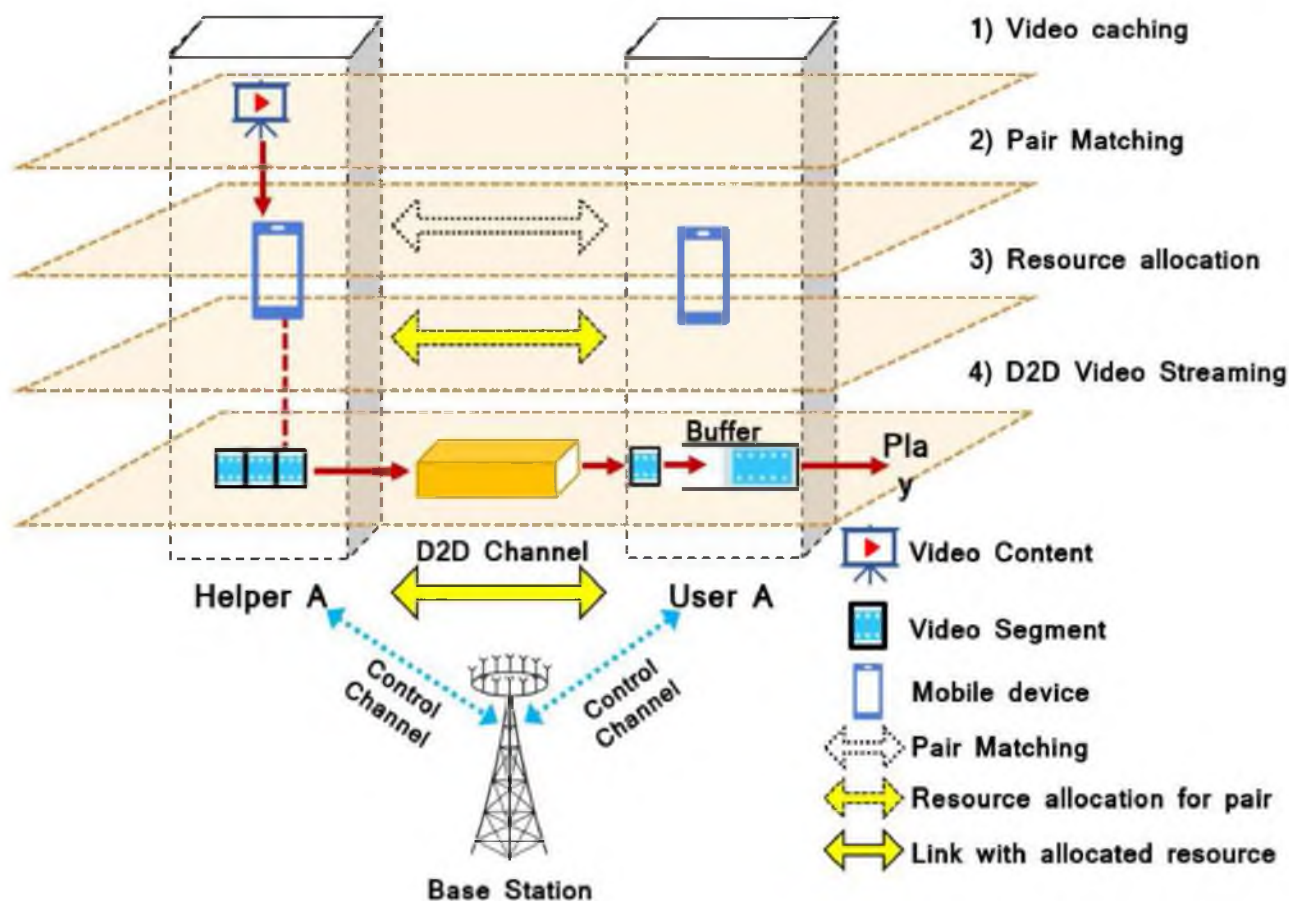 1) Video caching
2) Pair Matching
3) Resource allocation
4) D2D Video Streaming
Buffer
Pla
y
D2D Channel
Helper A
User A
Control
Channel
Control
Channel
Base Station
Video Content
Video Segment
Mobile device
Pair Matching
Resource allocation for pair
Link with allocated resource